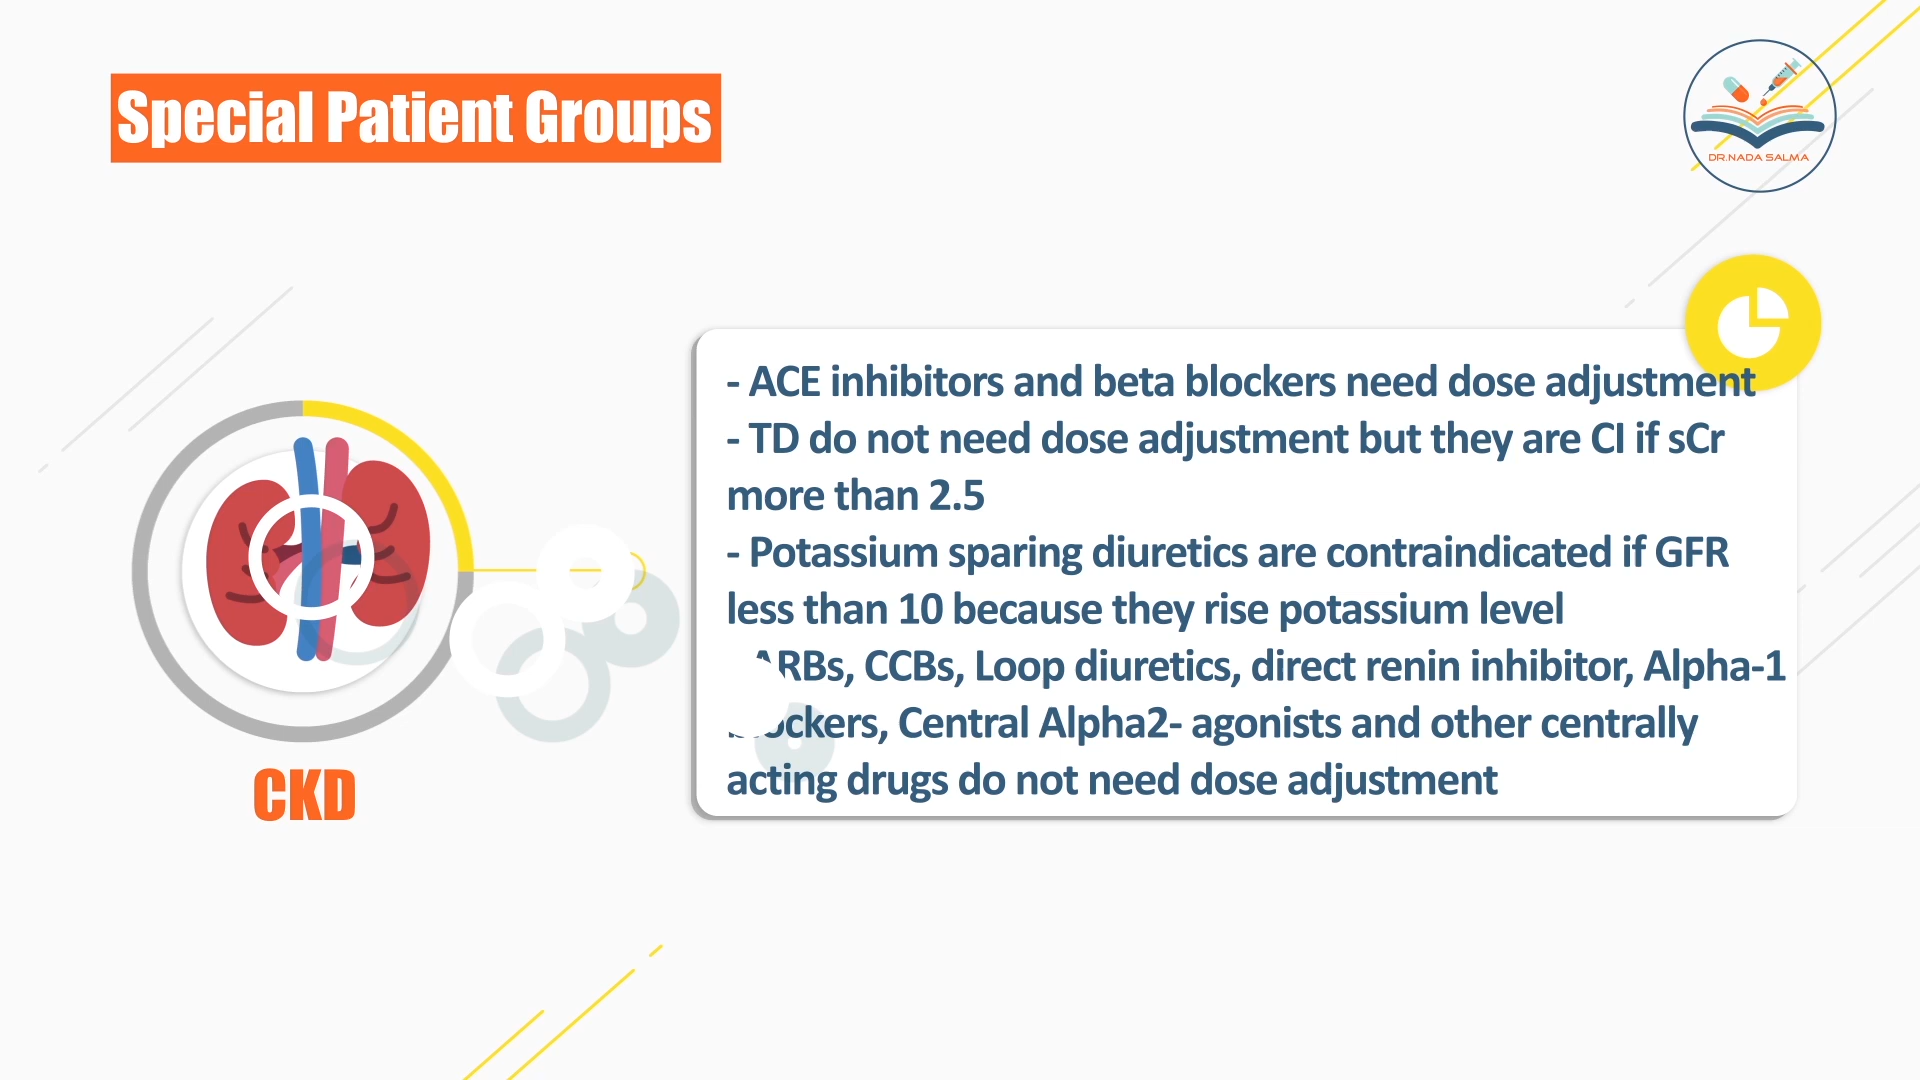 Special Patient Groups
DR.NADA SALMA
- ACE inhibitors and beta blockers need dose adjustment
- TD do not need dose adjustment but they are CI if sCr
more than 2.5
- Potassium sparing diuretics are contraindicated if GFR
less than 10 because they rise potassium level
ARBs, CCBs, Loop diuretics, direct renin inhibitor, Alpha-1
blockers, Central Alpha2- agonists and other centrally
acting drugs do not need dose adjustment
CKD